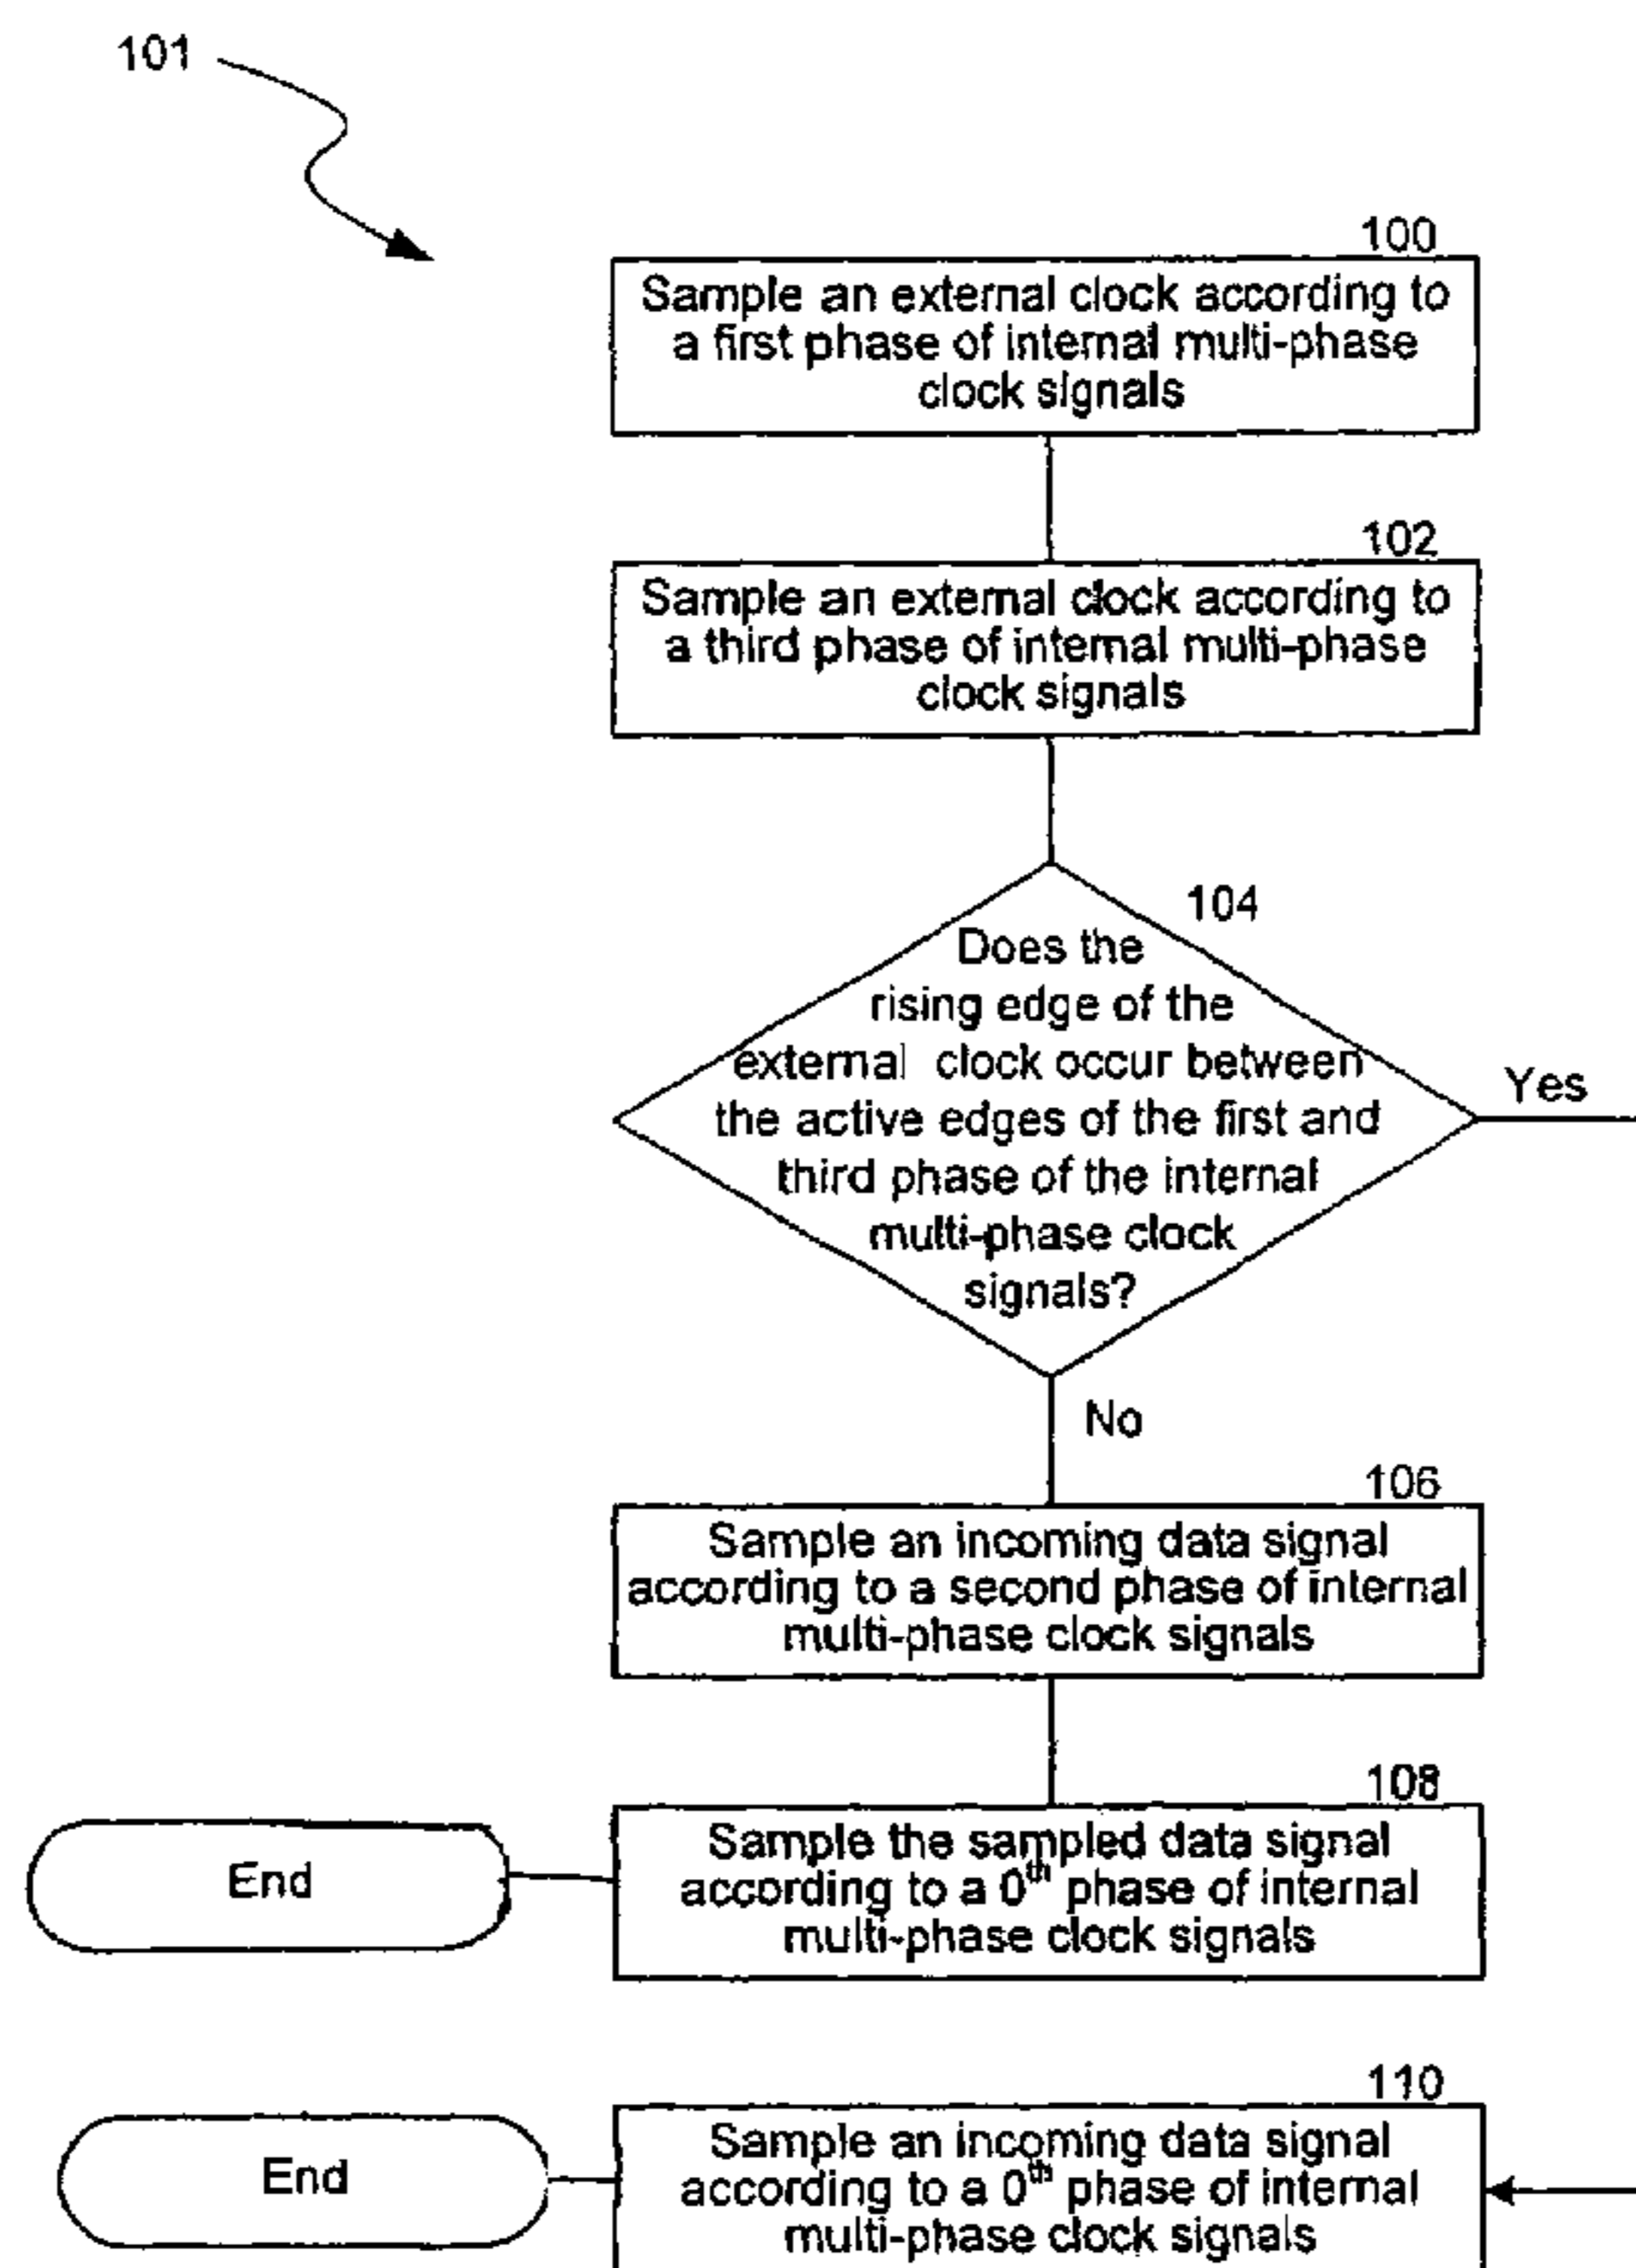 101
100
Sample an external clock according to
a first phase of internal multi-phase
clock signals
102
Sample an external clock according to
a third phase of internal multi-phase
clock signals
104
Does the
rising edge of the
external clock occur between
the active edges of the first and
third phase of the internal
multi-phase clock
signals?
Yes
No
106
Sample an incoming data signal
according to a second phase of internal
multi-phase clock signals
108
Sample the sampled data signal
according to a 0th phase of internal
multi-phase clock signals
End
110
Sample an incoming data signal
according to a 0th phase of internal
multi-phase clock signals
End